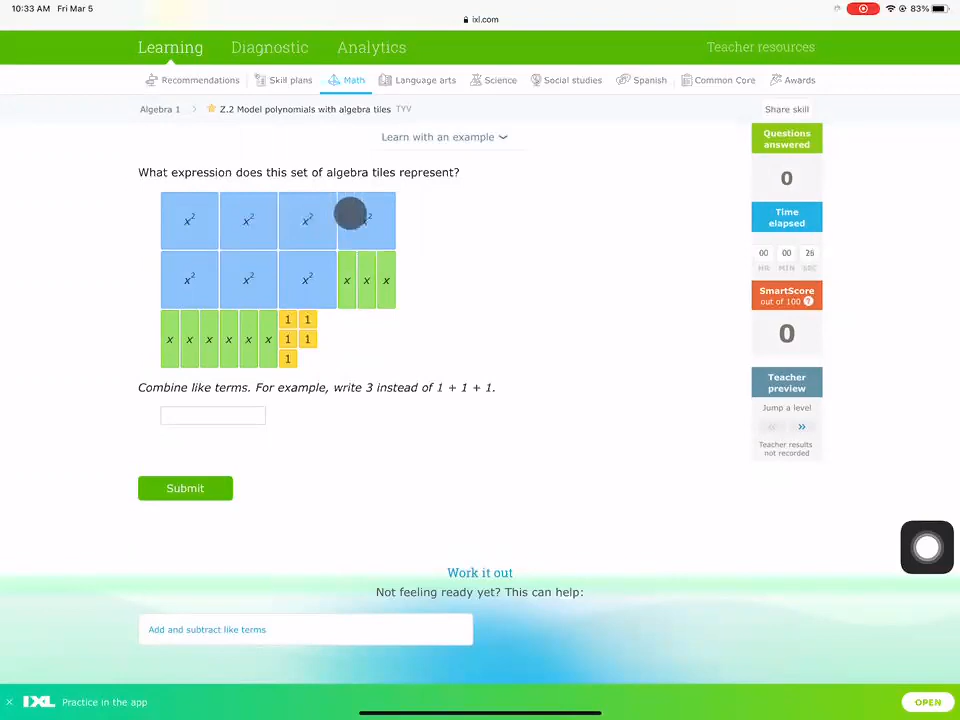 10:33 AM Fri Mar 5
83%
ixl.com
Learning Diagnostic Analytics Teacher resources
Recommendations Skill plans Math Language arts Science Social studies Spanish Common Core Awards
Algebra 1 > Z.2 Model polynomials with algebra tiles TYV Share skill
Learn with an example
What expression does this set of algebra tiles represent?
x² x² x² x²
x² x² x² x x x
x x x x x x 1 1
1 1
1
Combine like terms. For example, write 3 instead of 1 + 1 + 1.
Submit
Questions
answered
0
Time
elapsed
00 00 26
HR MIN SEC
SmartScore
out of 100 ?
0
Teacher
preview
Jump a level
« »
Teacher results
not recorded
Work it out
Not feeling ready yet? This can help:
Add and subtract like terms
× IXL Practice in the app OPEN